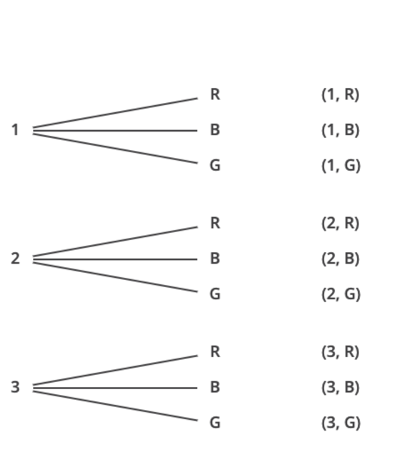 R (1, R)
1 B (1, B)
G (1, G)
R (2, R)
2 B (2, B)
G (2, G)
R (3, R)
3 B (3, B)
G (3, G)